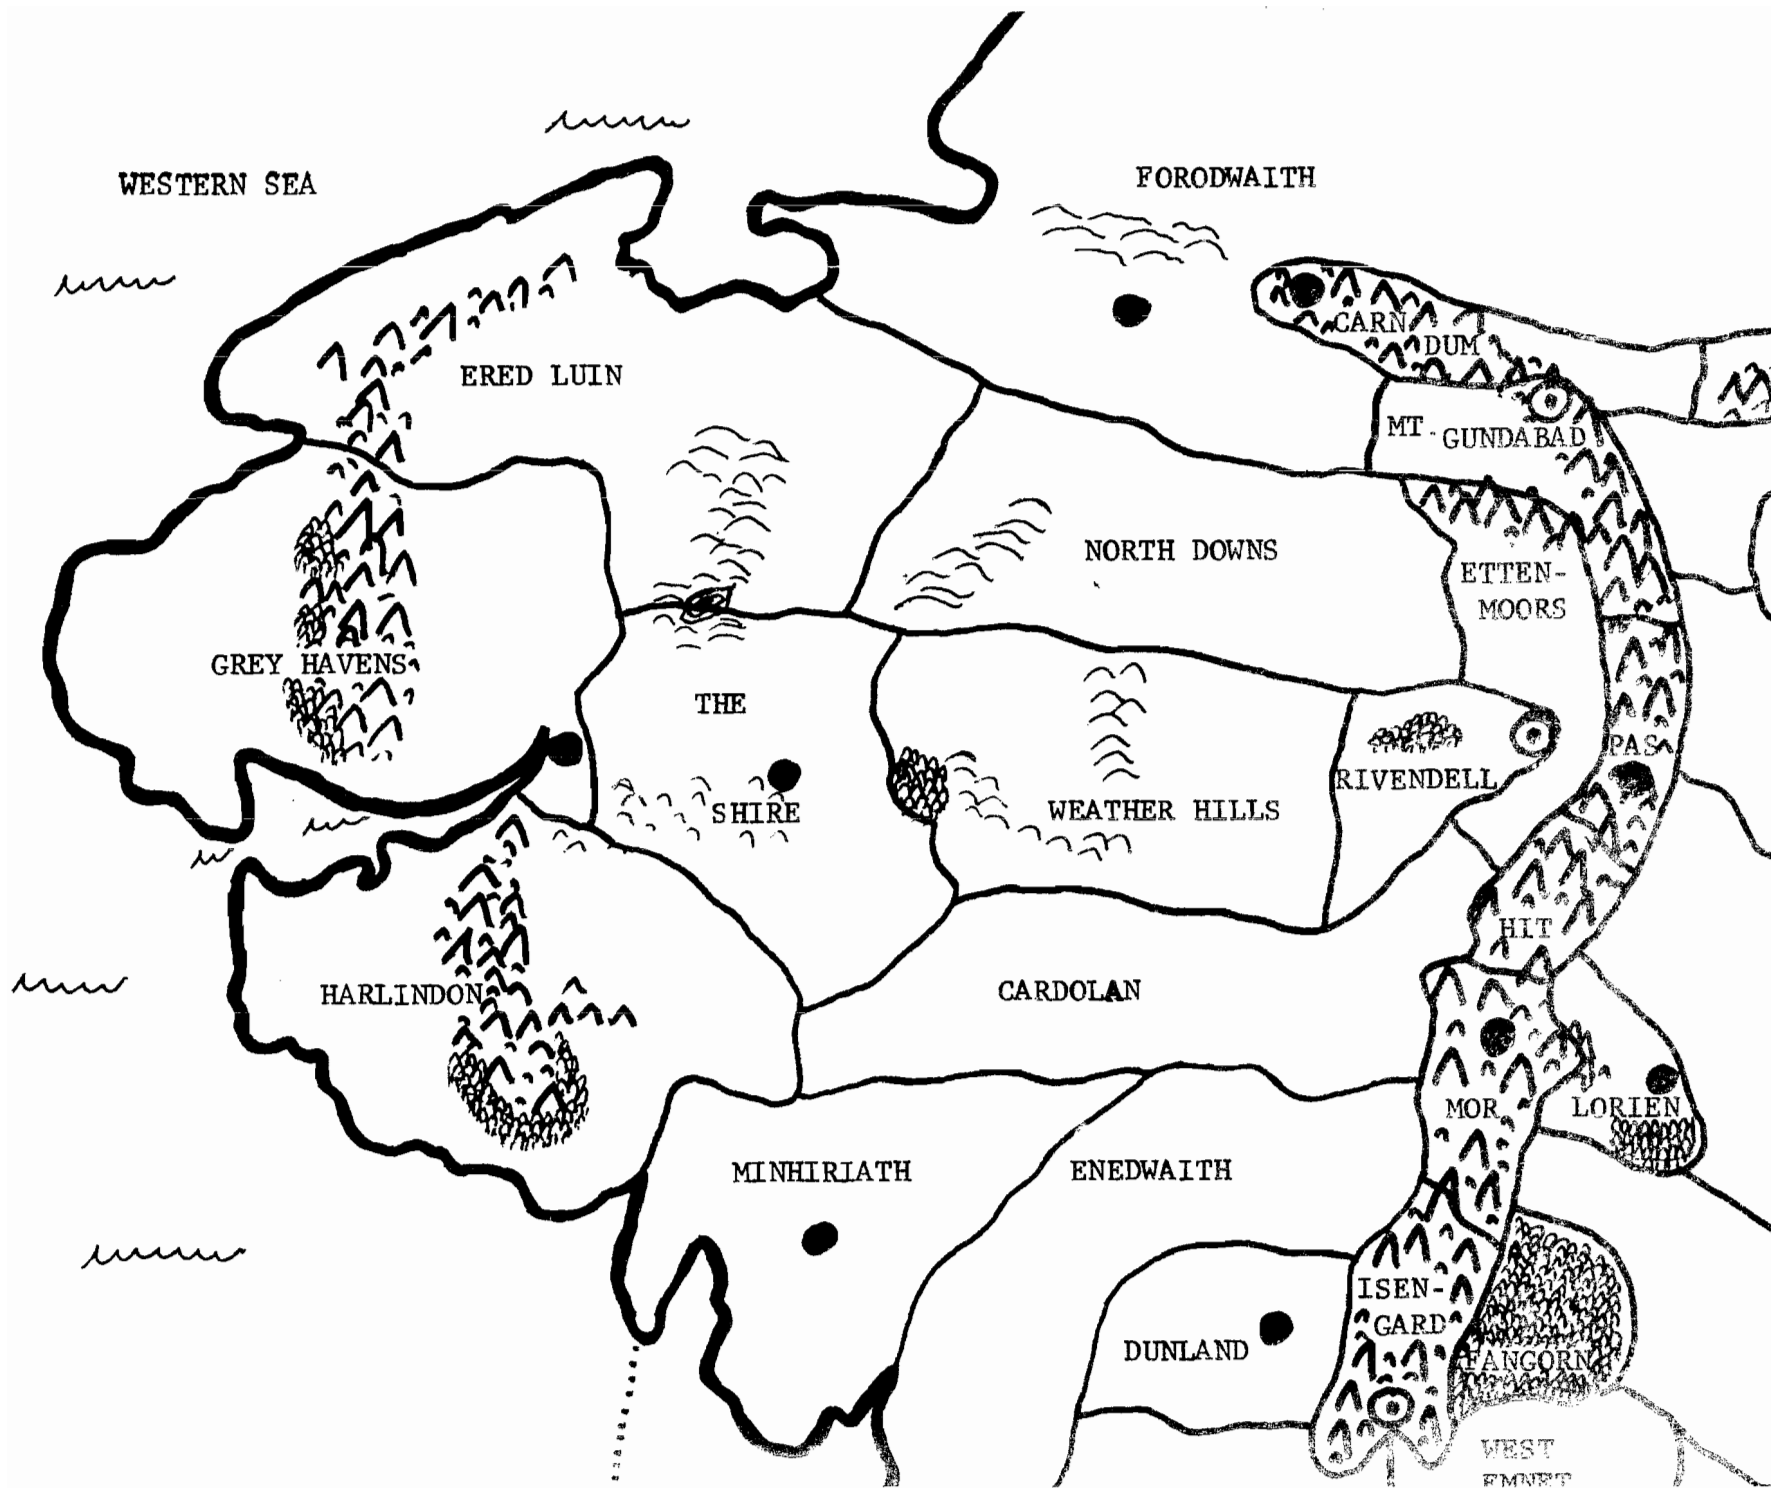 WESTERN SEA
FORODWAITH
CARN
DUM
ERED LUIN
MT. GUNDABAD
NORTH DOWNS
ETTEN-
MOORS
GREY HAVENS
THE
SHIRE
PAS
RIVENDELL
WEATHER HILLS
HIT
HARLINDON
CARDOLAN
MOR
LORIEN
MINHIRIATH
ENEDWAITH
ISEN-
GARD
DUNLAND
FANGORN
WEST
EMNET